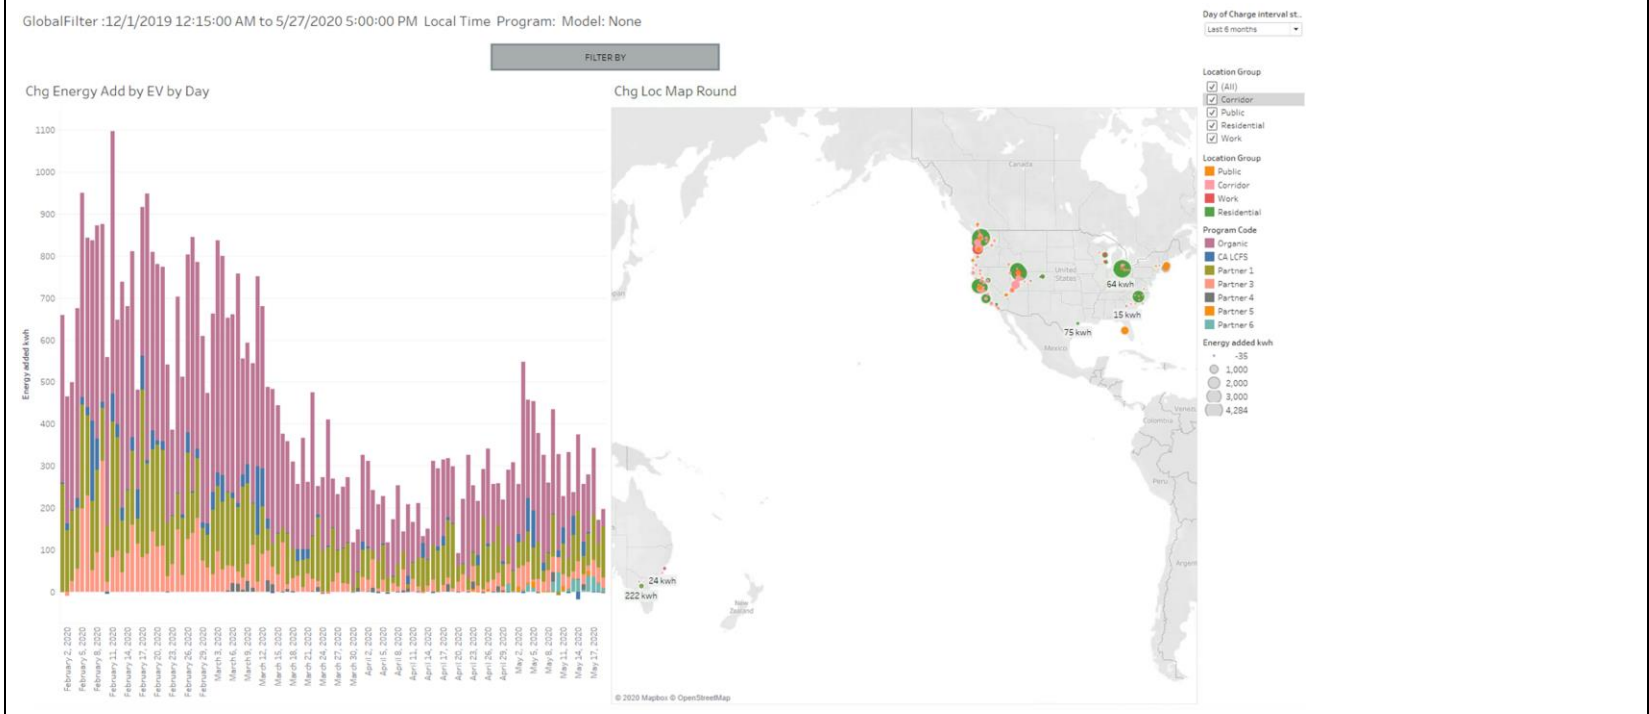 GlobalFilter :12/1/2019 12:15:00 AM to 5/27/2020 5:00:00 PM Local Time Program: Model: None
FILTER BY
Chg Energy Add by EV by Day
Energy added kwh
1100
1000
900
800
700
600
500
400
300
200
100
0
February 2, 2020
February 5, 2020
February 8, 2020
February 11, 2020
February 14, 2020
February 17, 2020
February 20, 2020
February 23, 2020
February 26, 2020
February 29, 2020
March 3, 2020
March 6, 2020
March 9, 2020
March 12, 2020
March 15, 2020
March 18, 2020
March 21, 2020
March 24, 2020
March 27, 2020
March 30, 2020
April 2, 2020
April 5, 2020
April 8, 2020
April 11, 2020
April 14, 2020
April 17, 2020
April 20, 2020
April 23, 2020
April 26, 2020
April 29, 2020
May 2, 2020
May 5, 2020
May 8, 2020
May 11, 2020
May 14, 2020
May 17, 2020
Chg Loc Map Round
Canada
United
States
64 kwh
15 kwh
75 kwh
Mexico
Colombia
Peru
24 kwh
222 kwh
New
Zealand
© 2020 Mapbox © OpenStreetMap
Day of Charge interval st..
Last 6 months
Location Group
(All)
Corridor
Public
Residential
Work
Location Group
Public
Corridor
Work
Residential
Program Code
Organic
CA LCFS
Partner 1
Partner 3
Partner 4
Partner 5
Partner 6
Energy added kwh
-35
1,000
2,000
3,000
4,284